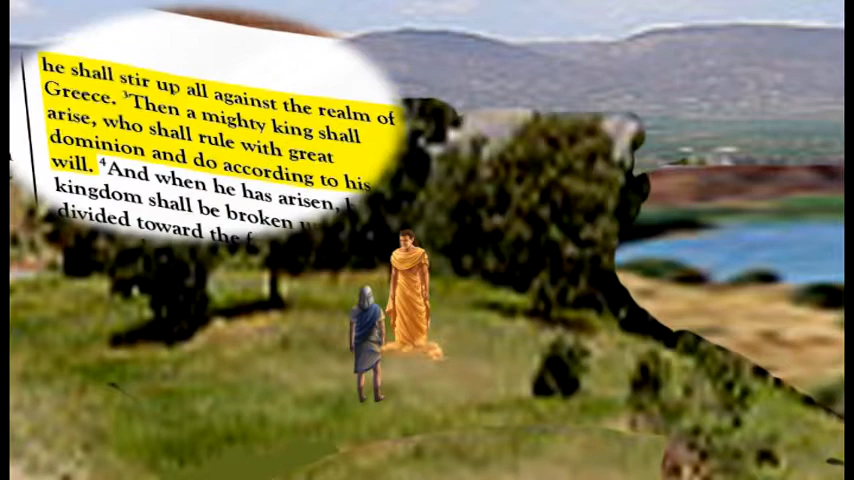 he shall stir up all against the realm of
Greece. ³Then a mighty king shall
arise, who shall rule with great
dominion and do according to his
will. ⁴And when he has arisen,
kingdom shall be broken
divided toward the